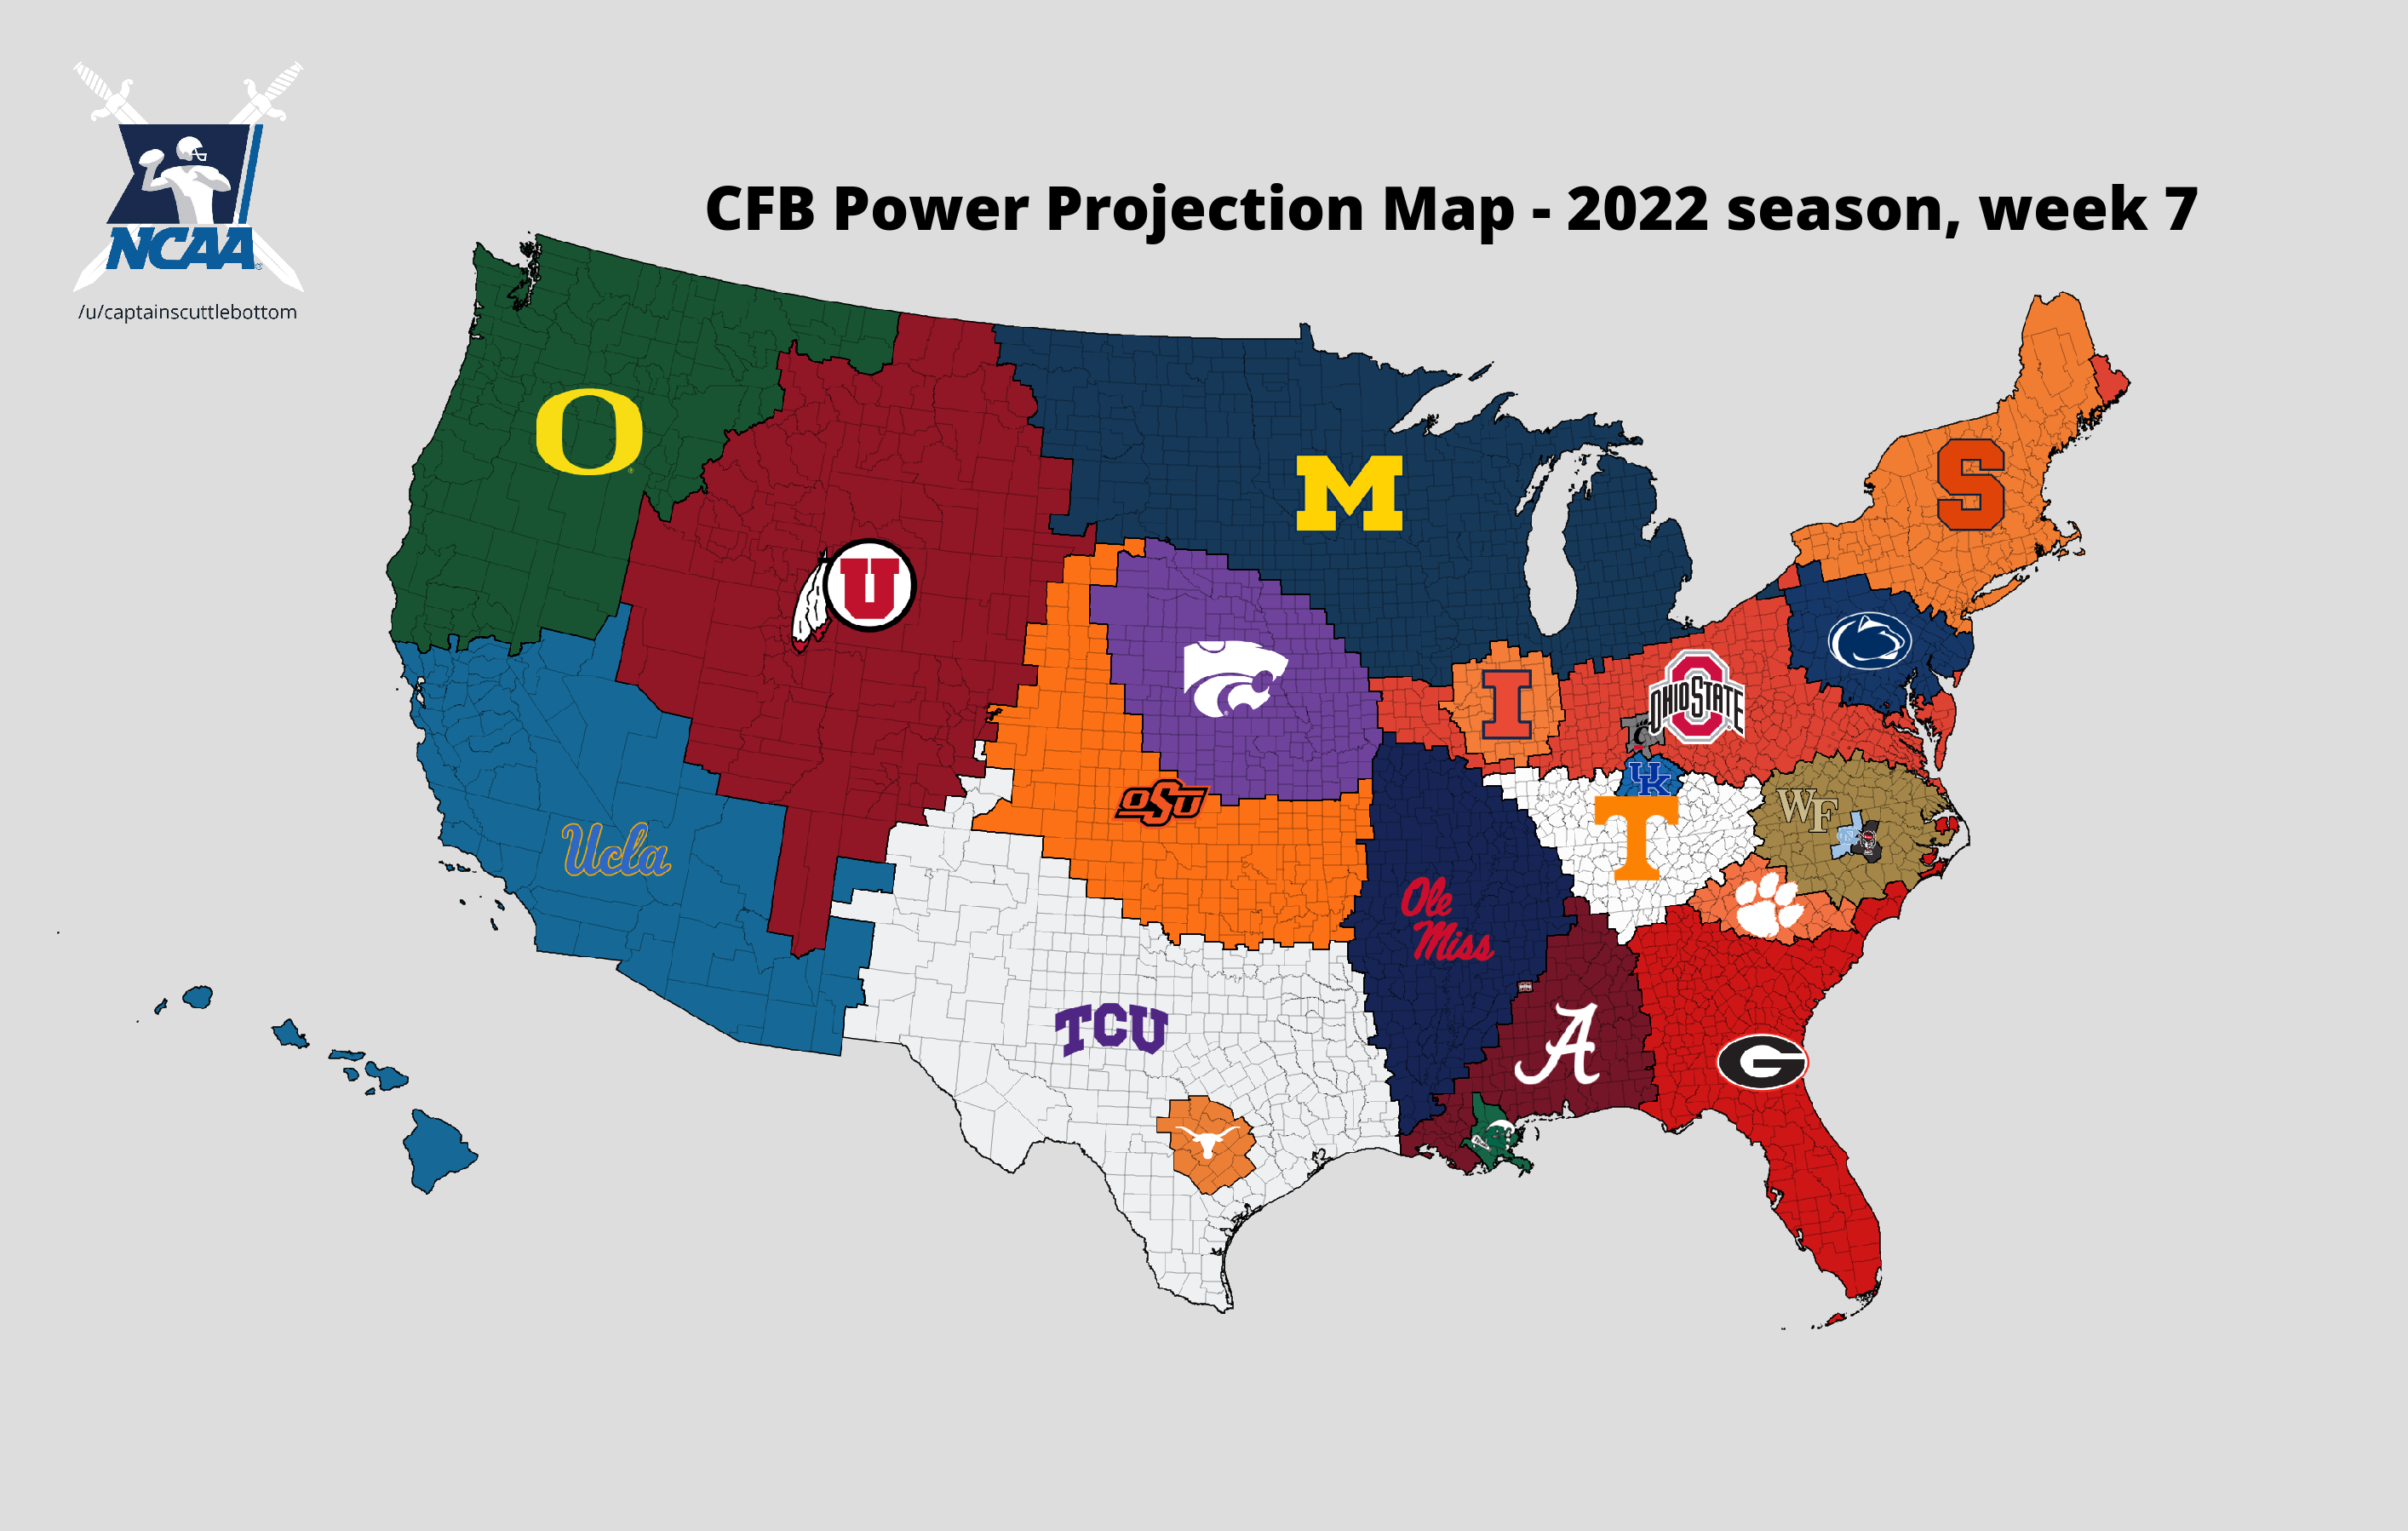 CFB Power Projection Map - 2022 season, week 7
NCAA
/u/captainscuttlebottom
O
M
S
U
I
OHIO STATE
C
UK
WF
T
OSU
Ucla
Ole
Miss
TCU
A
G